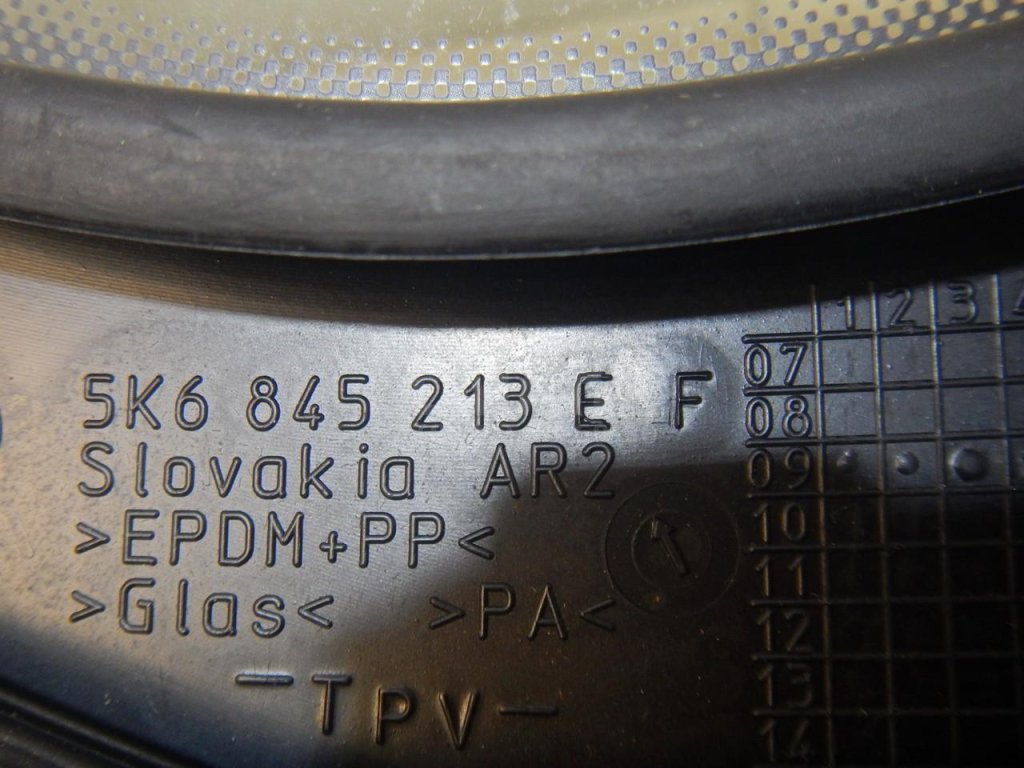 5K6 845 213 E F
Slovakia AR2
>EPDM+PP<
>Glas< >PA<
-TPV-
1 2 3
07
08
09
10
11
12
13
14